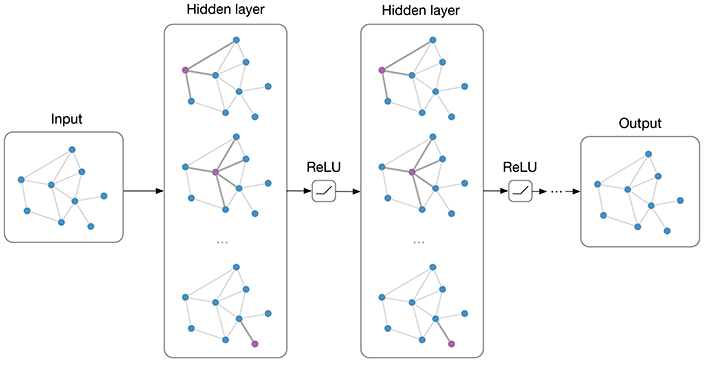 Hidden layer
Hidden layer
Input
ReLU
ReLU
Output
...
...
...